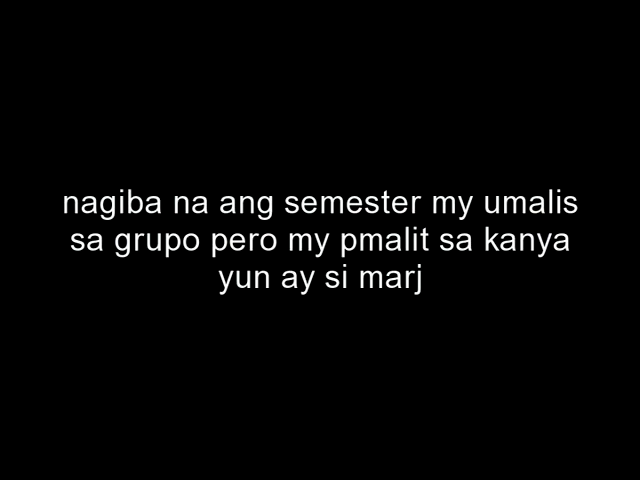 nagiba na ang semester my umalis
sa grupo pero my pmalit sa kanya
yun ay si marj